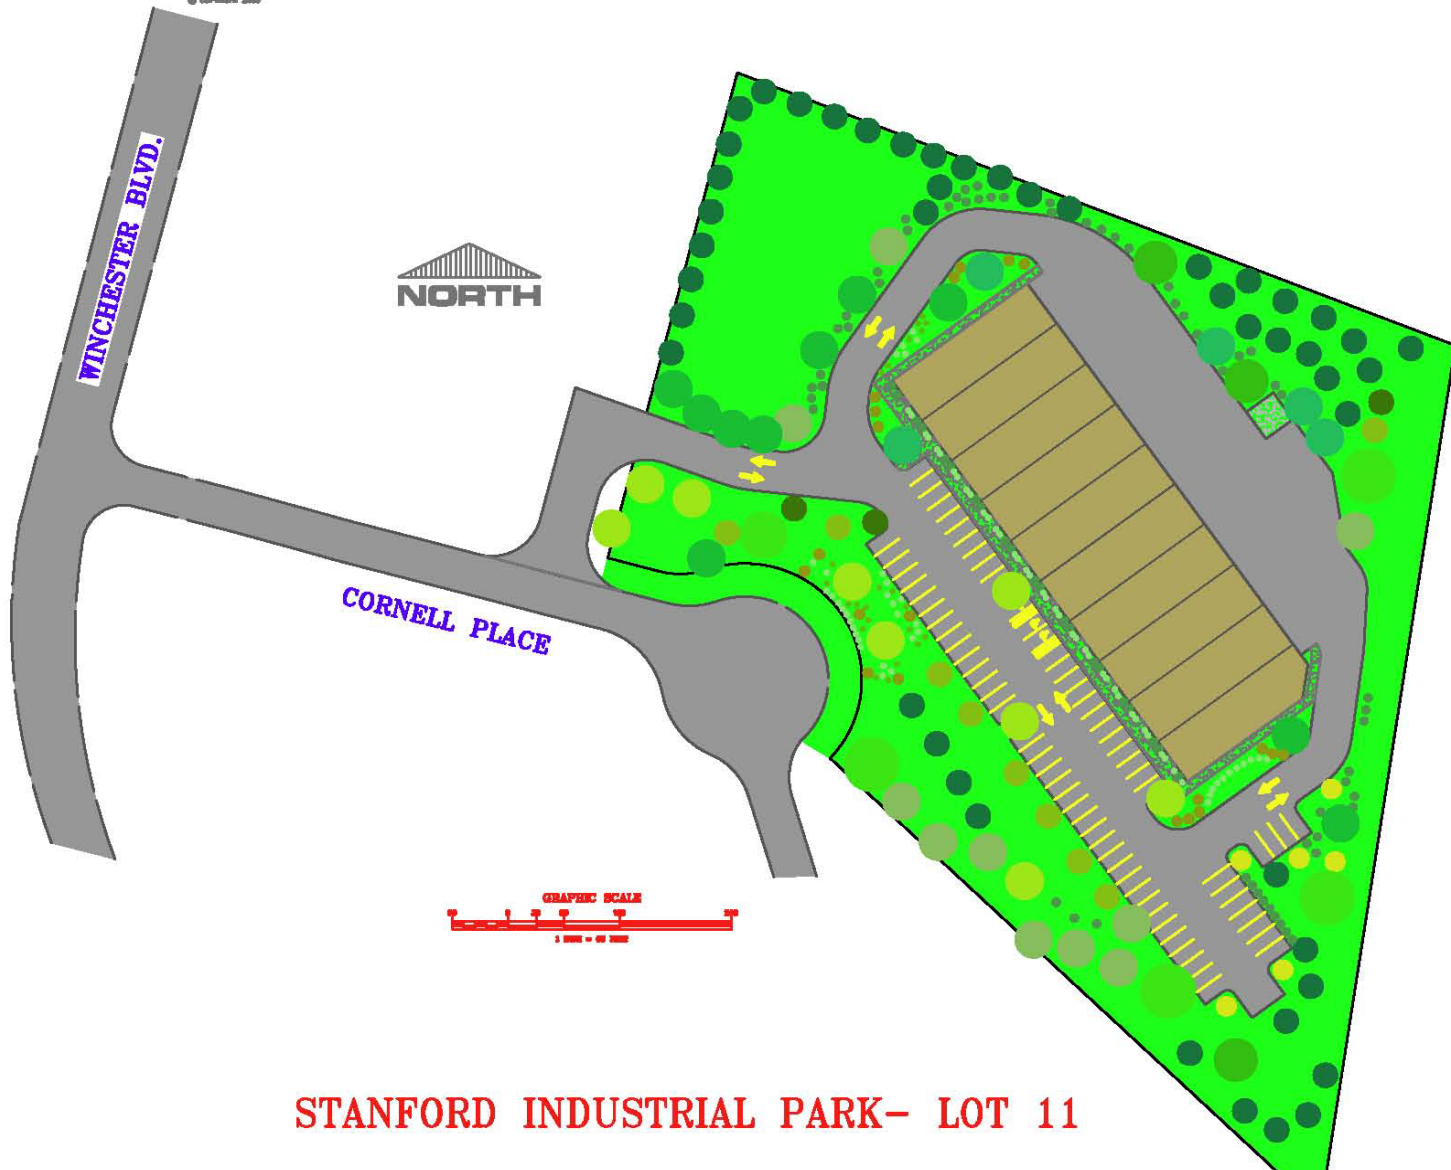 WINCHESTER BLVD.
NORTH
CORNELL PLACE
GRAPHIC SCALE
STANFORD INDUSTRIAL PARK- LOT 11